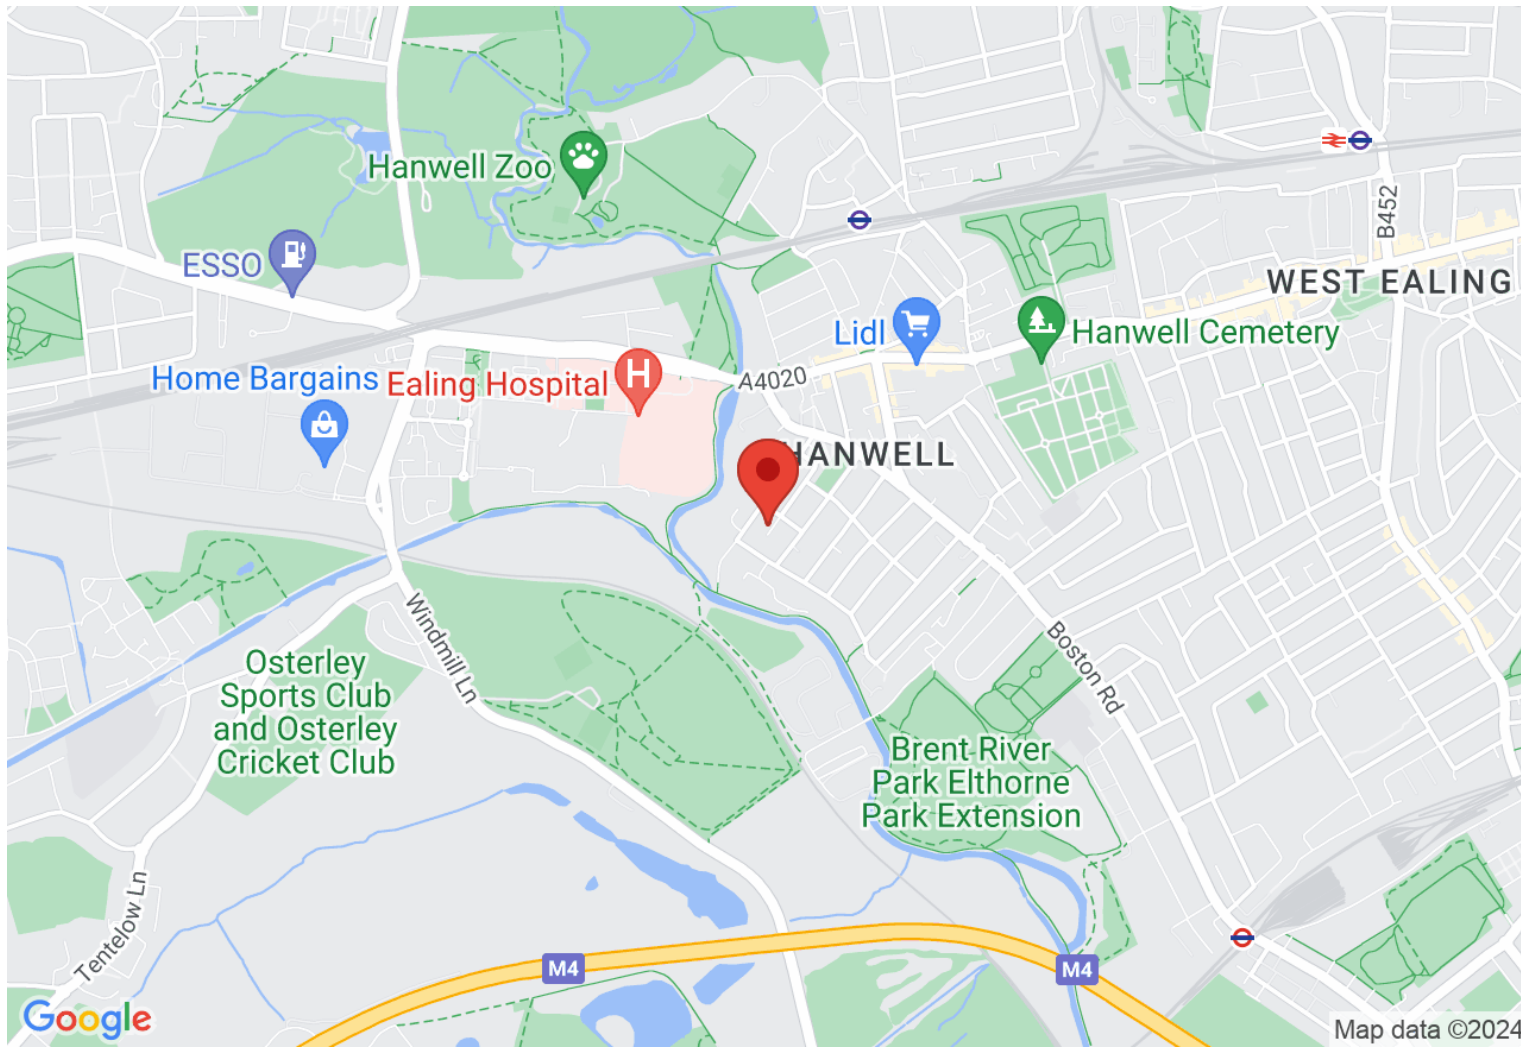 Hanwell Zoo
B452
ESSO
WEST EALING
Lidl
Hanwell Cemetery
Home Bargains
Ealing Hospital
H
A4020
HANWELL
Windmill Ln
Boston Rd
Osterley
Sports Club
and Osterley
Cricket Club
Brent River
Park Elthorne
Park Extension
Tentelow Ln
M4
M4
Google
Map data ©2024